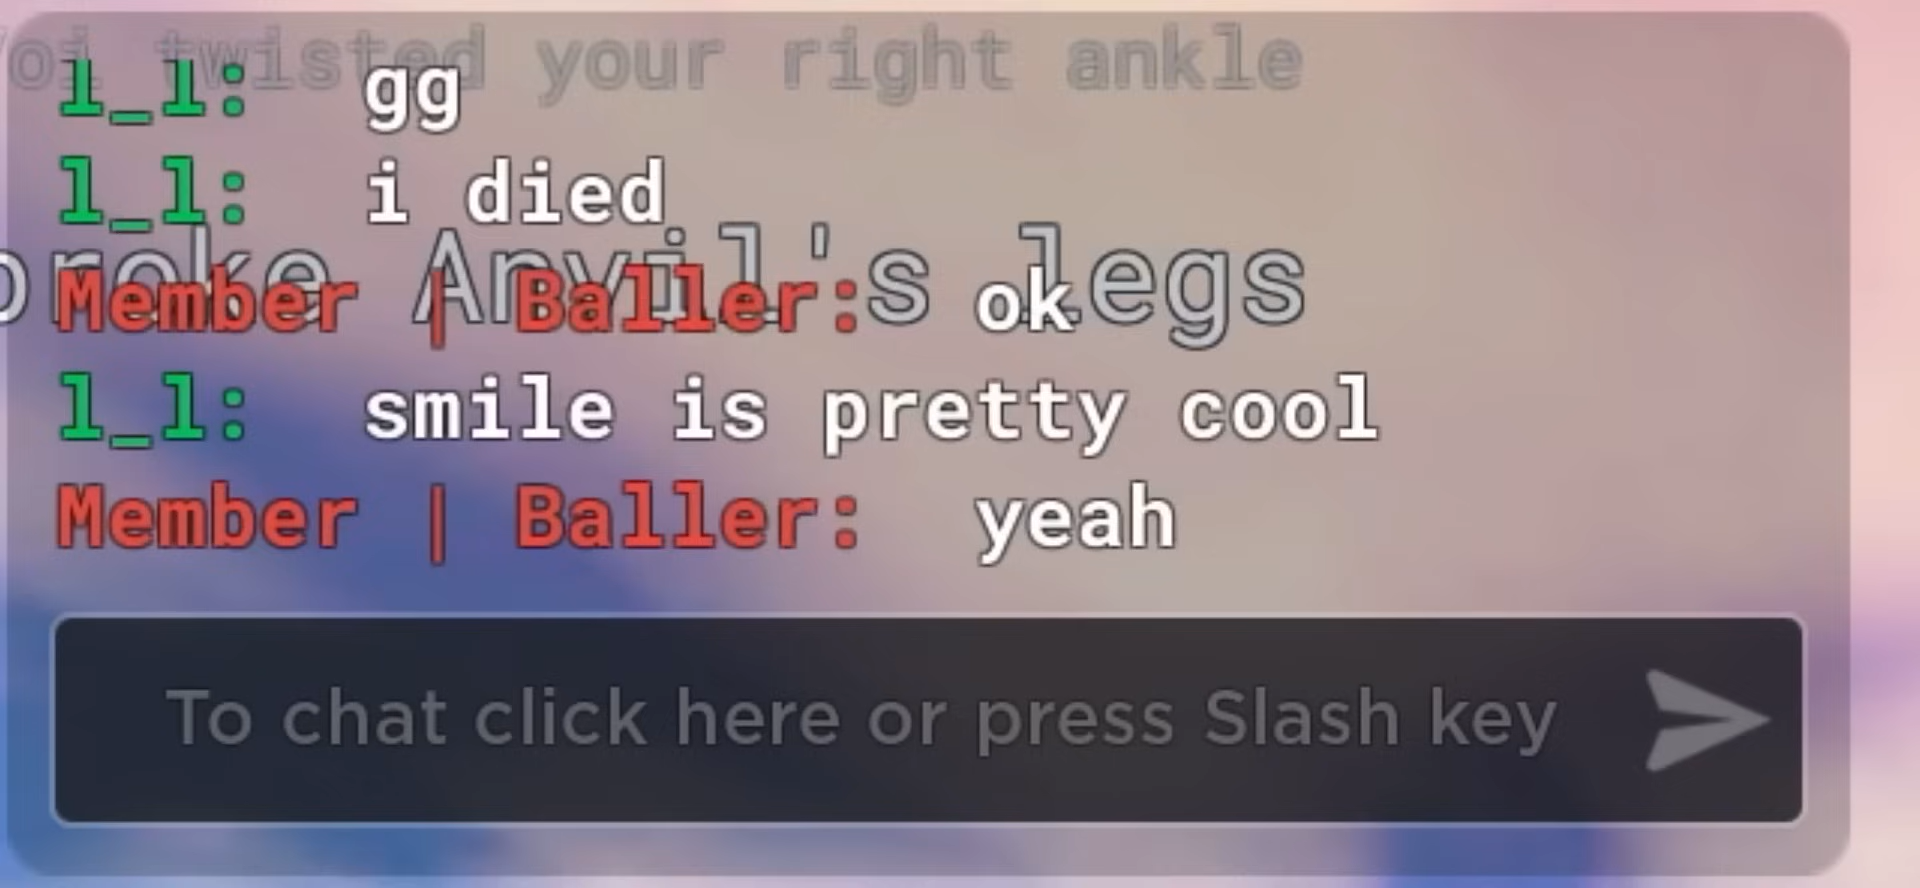 twisted your right ankle
l_l: gg
l_l: i died
broke Anvil's legs
Member | Baller: ok
l_l: smile is pretty cool
Member | Baller: yeah
To chat click here or press Slash key